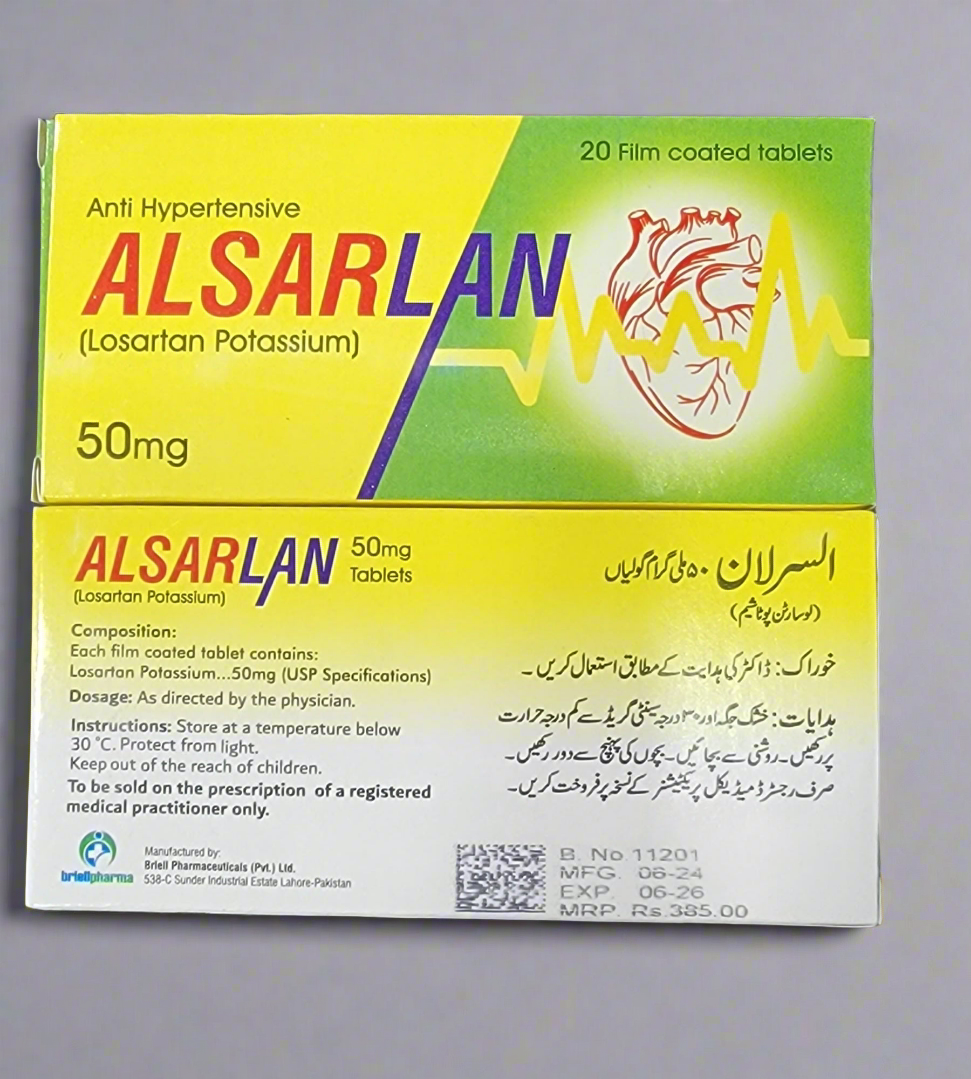 20 Film coated tablets
Anti Hypertensive
ALSARLAN
(Losartan Potassium)
50mg
ALSARLAN 50mg
Tablets
(Losartan Potassium)
Composition:
Each film coated tablet contains:
Losartan Potassium...50mg (USP Specifications)
Dosage: As directed by the physician.
Instructions: Store at a temperature below
30 °C. Protect from light.
Keep out of the reach of children.
To be sold on the prescription of a registered
medical practitioner only.
briellpharma
Manufactured by:
Briell Pharmaceuticals (Pvt.) Ltd.
538-C Sunder Industrial Estate Lahore-Pakistan
السرلان ۵۰ ملی گرام گولیاں
(لوسارٹن پوٹاشیم)
خوراک: ڈاکٹر کی ہدایت کے مطابق استعمال کریں۔
ہدایات: خشک جگہ اور ۳۰ درجہ سینٹی گریڈ سے کم درجہ حرارت
پر رکھیں۔ روشنی سے بچائیں۔ بچوں کی پہنچ سے دور رکھیں۔
صرف رجسٹرڈ میڈیکل پریکٹیشنر کے نسخہ پر فروخت کریں۔
B. No.11201
MFG. 06-24
EXP. 06-26
MRP. Rs.385.00